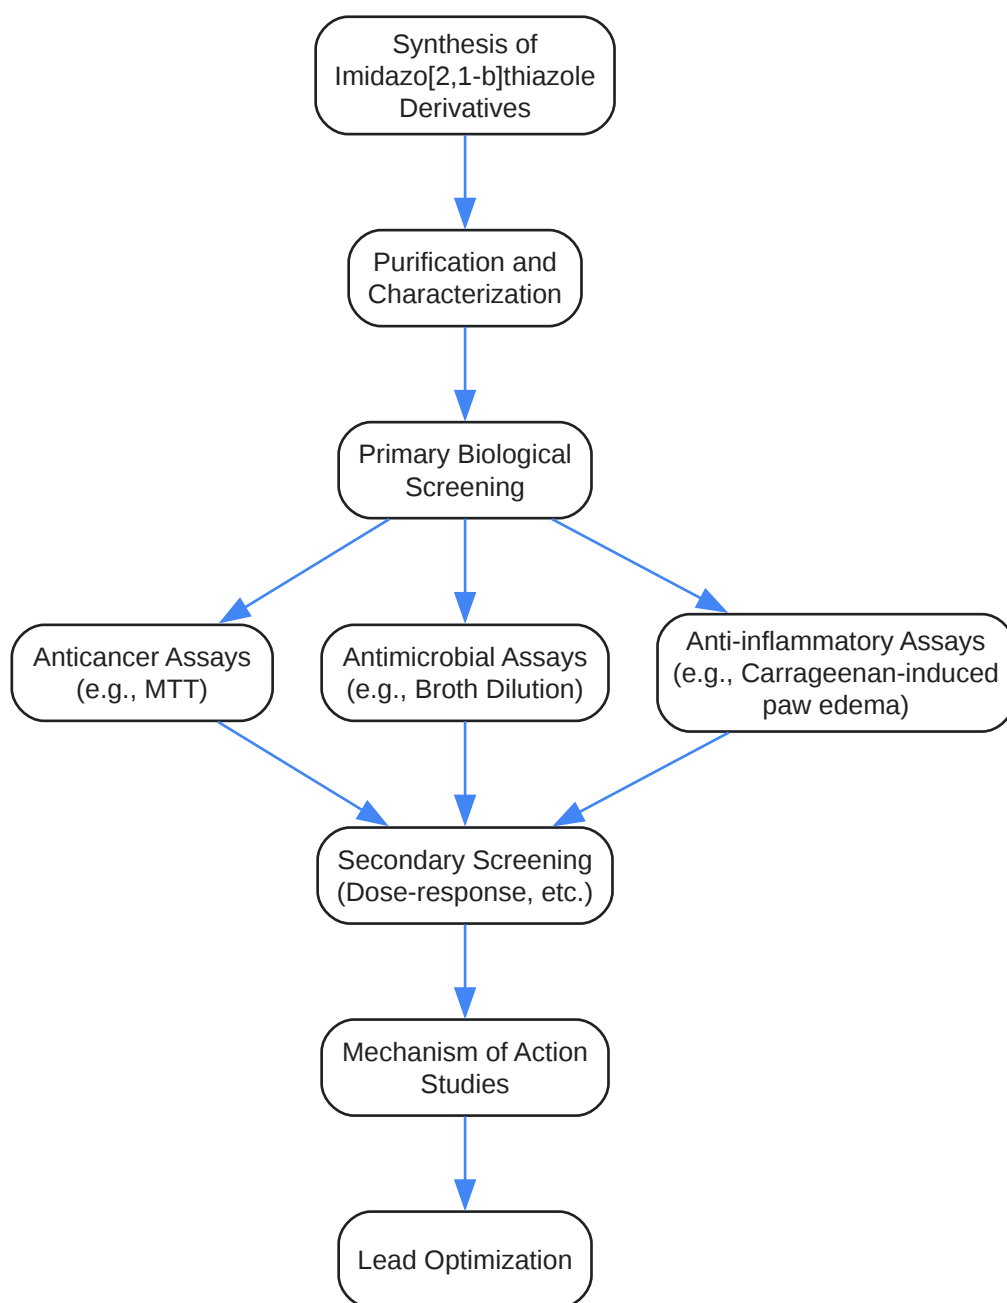 Synthesis of
Imidazo[2,1-b]thiazole
Derivatives
Purification and
Characterization
Primary Biological
Screening
Anticancer Assays
(e.g., MTT)
Antimicrobial Assays
(e.g., Broth Dilution)
Anti-inflammatory Assays
(e.g., Carrageenan-induced
paw edema)
Secondary Screening
(Dose-response, etc.)
Mechanism of Action
Studies
Lead Optimization